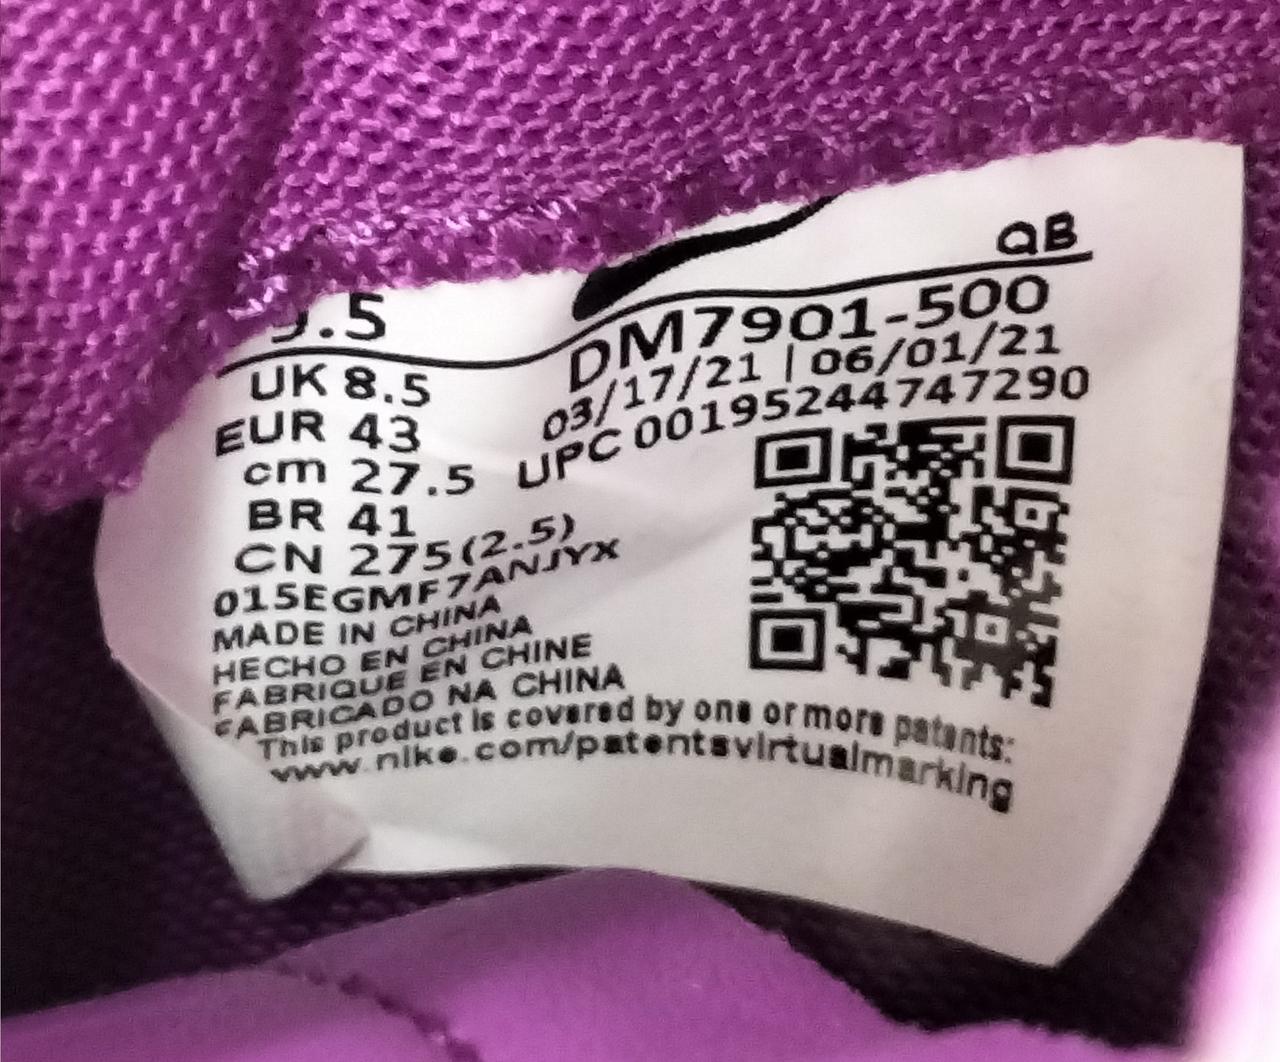 QB
.5
DM7901-500
03/17/21 | 06/01/21
UPC 00195244747290
UK 8.5
EUR 43
cm 27.5
BR 41
CN 275(2.5)
015EGMF7ANJYX
MADE IN CHINA
HECHO EN CHINA
FABRIQUE EN CHINE
FABRICADO NA CHINA
This product is covered by one or more patents:
www.nike.com/patentsvirtualmarking